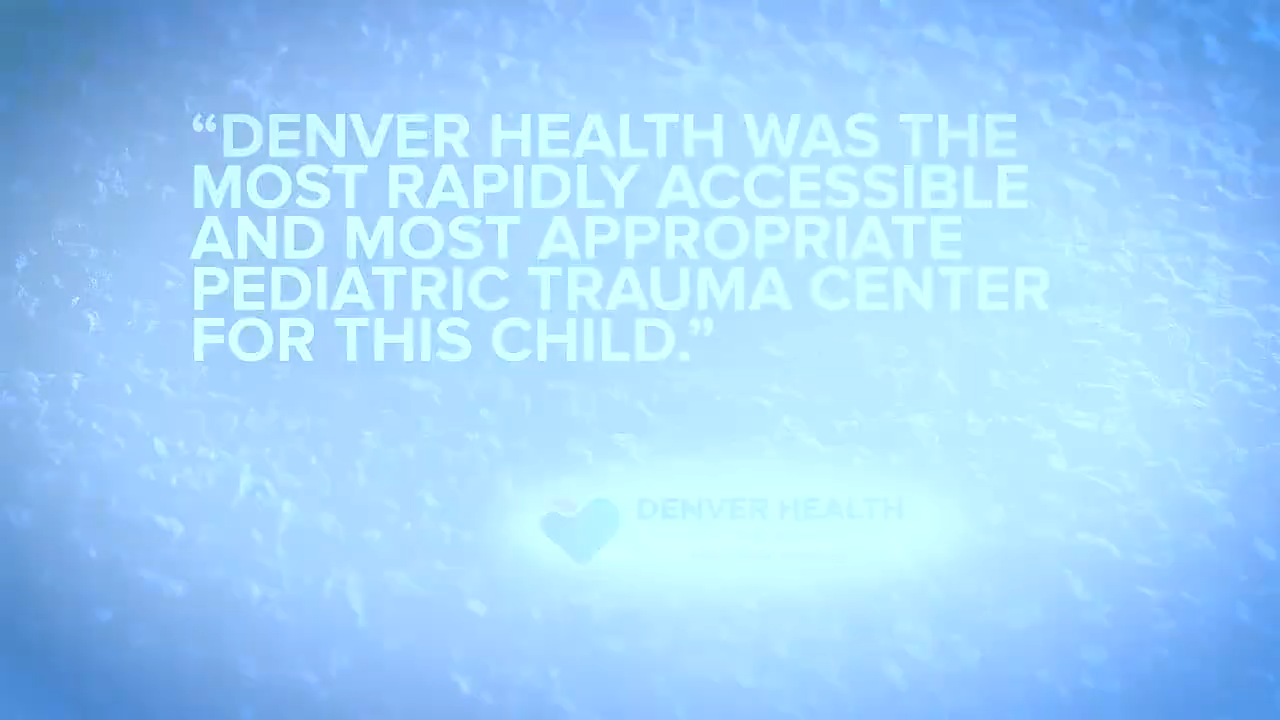 “DENVER HEALTH WAS THE
MOST RAPIDLY ACCESSIBLE
AND MOST APPROPRIATE
PEDIATRIC TRAUMA CENTER
FOR THIS CHILD.”
DENVER HEALTH